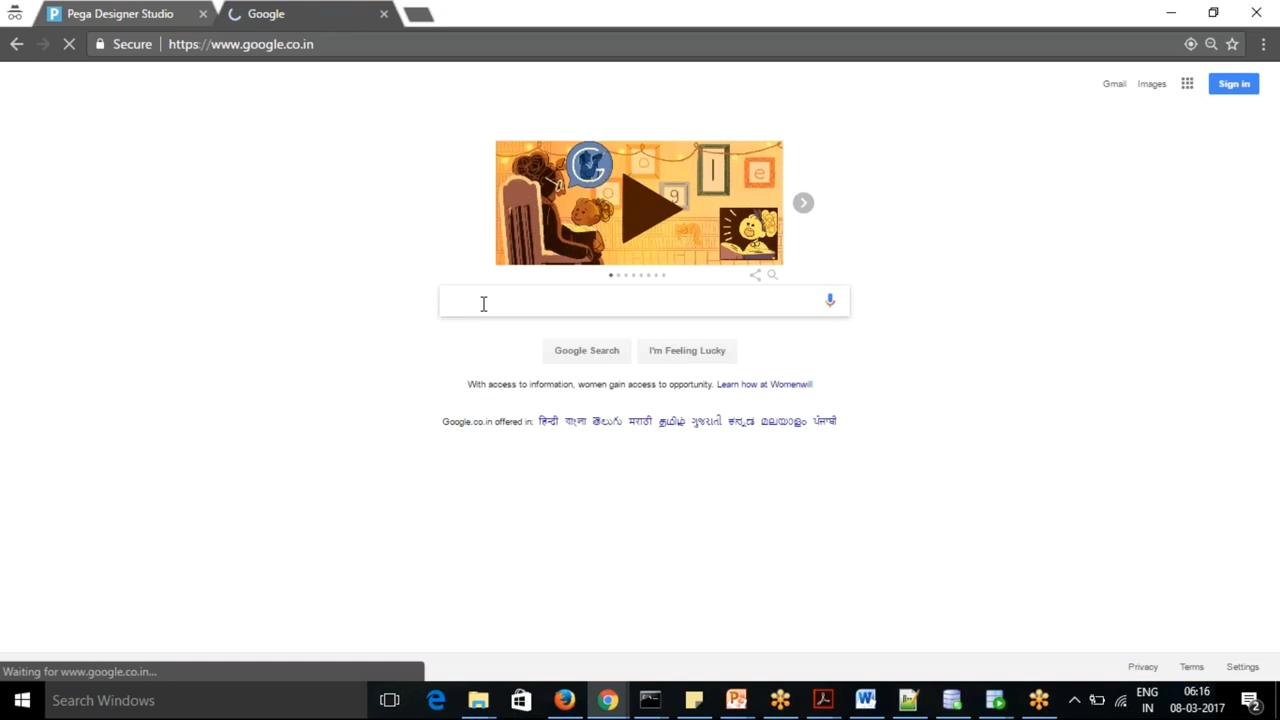 Pega Designer Studio
Google
Secure https://www.google.co.in
Gmail Images Sign in
G o o g l e
Google Search I'm Feeling Lucky
With access to information, women gain access to opportunity. Learn how at Womenwill
Google.co.in offered in: हिन्दी বাংলা తెలుగు मराठी தமிழ் ગુજરાતી ಕನ್ನಡ മലയാളം ਪੰਜਾਬੀ
Waiting for www.google.co.in...
Privacy Terms Settings
Search Windows
ENG 06:16
IN 08-03-2017 2